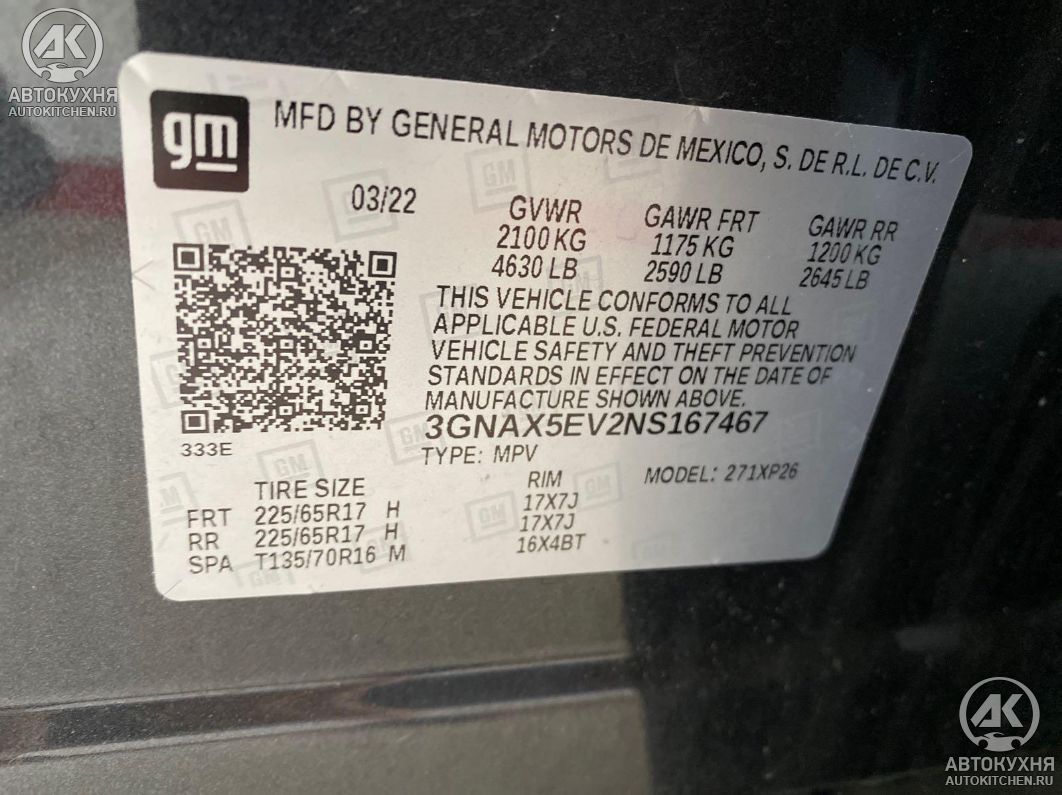 АВТОКУХНЯ
AUTOKITCHEN.RU
gm
MFD BY GENERAL MOTORS DE MEXICO, S. DE R.L. DE C.V.
03/22
GVWR GAWR FRT GAWR RR
2100 KG 1175 KG 1200 KG
4630 LB 2590 LB 2645 LB
THIS VEHICLE CONFORMS TO ALL
APPLICABLE U.S. FEDERAL MOTOR
VEHICLE SAFETY AND THEFT PREVENTION
STANDARDS IN EFFECT ON THE DATE OF
MANUFACTURE SHOWN ABOVE.
3GNAX5EV2NS167467
333E
TYPE: MPV MODEL: 271XP26
TIRE SIZE RIM
FRT 225/65R17 H 17X7J
RR 225/65R17 H 17X7J
SPA T135/70R16 M 16X4BT
АВТОКУХНЯ
AUTOKITCHEN.RU